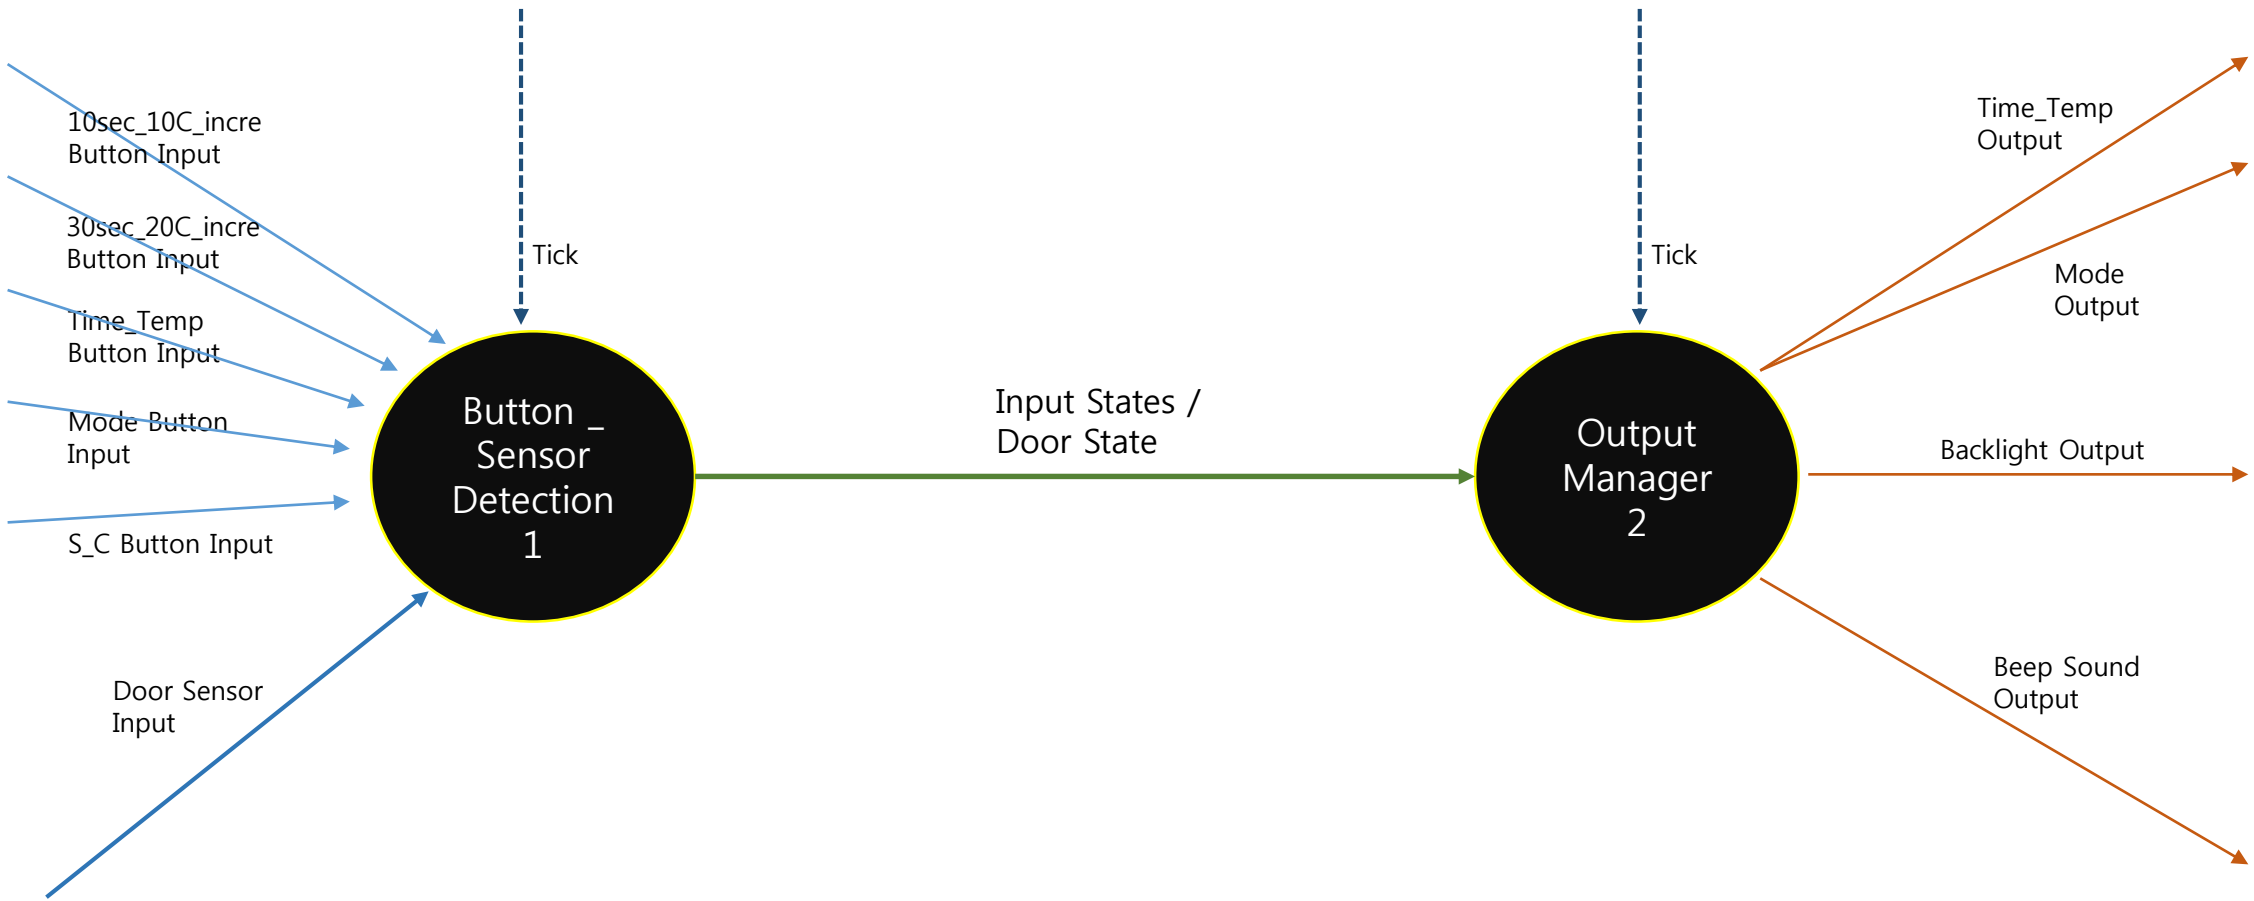 10sec_10C_incre
Button Input
30sec_20C_incre
Button Input
Time_Temp
Button Input
Mode Button
Input
S_C Button Input
Door Sensor
Input
Tick
Button _
Sensor
Detection
1
Input States /
Door State
Tick
Output
Manager
2
Time_Temp
Output
Mode
Output
Backlight Output
Beep Sound
Output